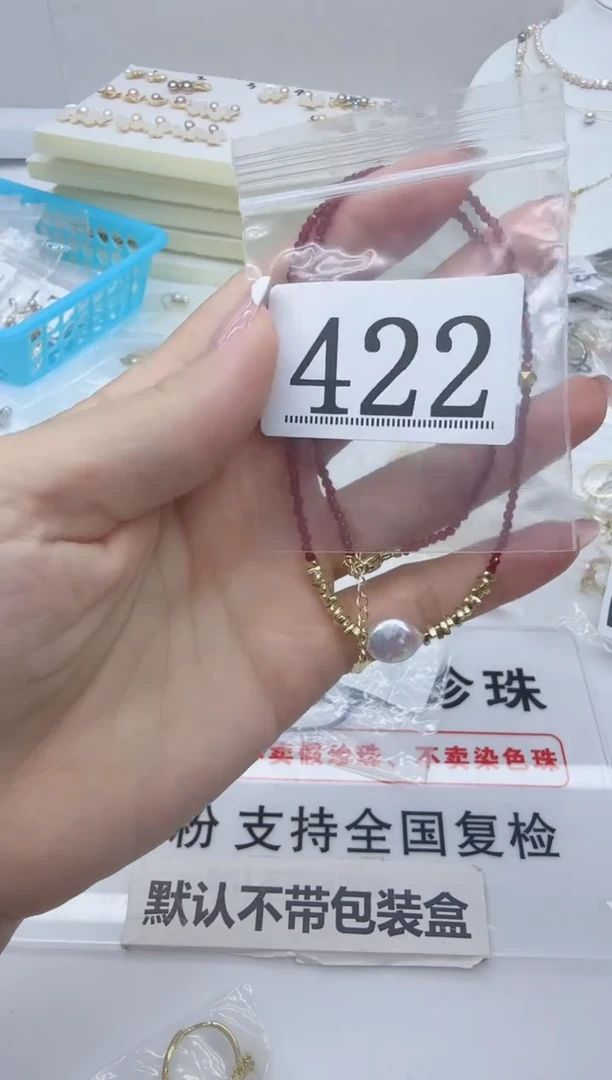 422
珍珠
不卖假珍珠、不卖染色珠
粉 支持全国复检
默认不带包装盒